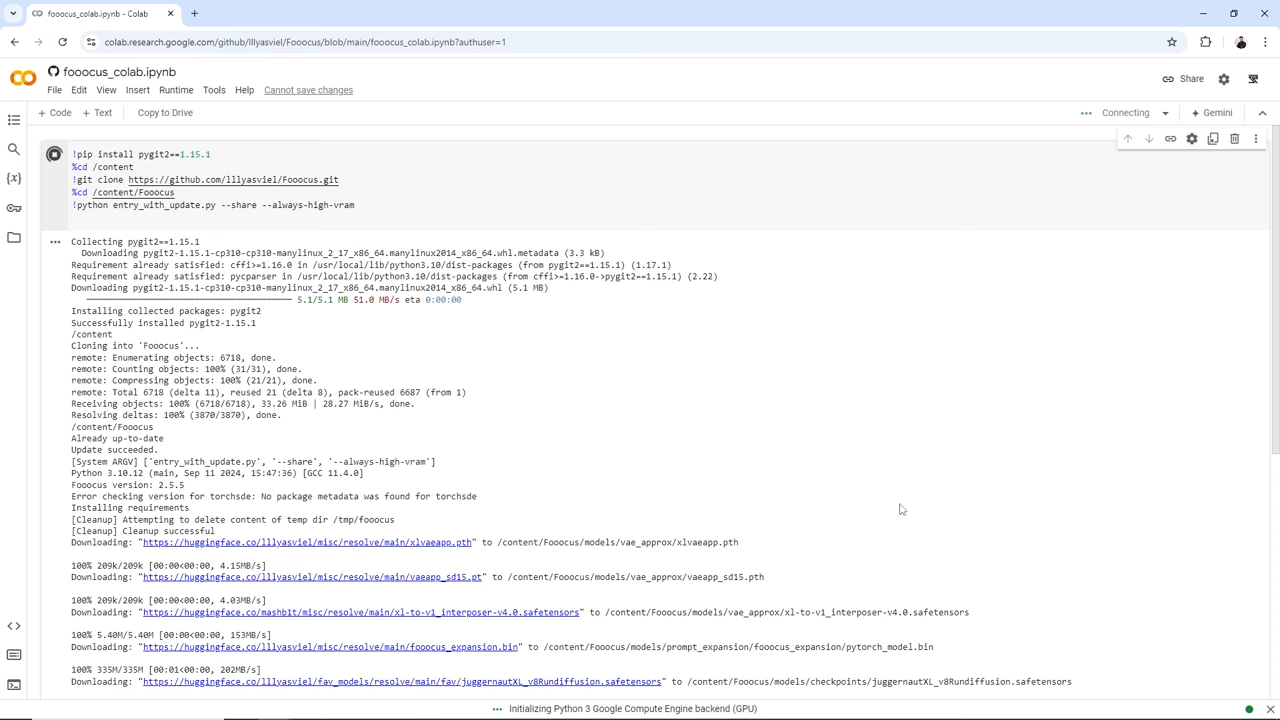 fooocus_colab.ipynb - Colab
colab.research.google.com/github/lllyasviel/Fooocus/blob/main/fooocus_colab.ipynb?authuser=1
fooocus_colab.ipynb
Share
File Edit View Insert Runtime Tools Help Cannot save changes
+ Code + Text Copy to Drive
Connecting
Gemini
!pip install pygit2==1.15.1
%cd /content
!git clone https://github.com/lllyasviel/Fooocus.git
%cd /content/Fooocus
!python entry_with_update.py --share --always-high-vram
Collecting pygit2==1.15.1
Downloading pygit2-1.15.1-cp310-cp310-manylinux_2_17_x86_64.manylinux2014_x86_64.whl.metadata (3.3 kB)
Requirement already satisfied: cffi>=1.16.0 in /usr/local/lib/python3.10/dist-packages (from pygit2==1.15.1) (1.17.1)
Requirement already satisfied: pycparser in /usr/local/lib/python3.10/dist-packages (from cffi>=1.16.0->pygit2==1.15.1) (2.22)
Downloading pygit2-1.15.1-cp310-cp310-manylinux_2_17_x86_64.manylinux2014_x86_64.whl (5.1 MB)
5.1/5.1 MB 51.0 MB/s eta 0:00:00
Installing collected packages: pygit2
Successfully installed pygit2-1.15.1
/content
Cloning into 'Fooocus'...
remote: Enumerating objects: 6718, done.
remote: Counting objects: 100% (31/31), done.
remote: Compressing objects: 100% (21/21), done.
remote: Total 6718 (delta 11), reused 21 (delta 8), pack-reused 6687 (from 1)
Receiving objects: 100% (6718/6718), 33.26 MiB | 28.27 MiB/s, done.
Resolving deltas: 100% (3870/3870), done.
/content/Fooocus
Already up-to-date
Update succeeded.
[System ARGV] ['entry_with_update.py', '--share', '--always-high-vram']
Python 3.10.12 (main, Sep 11 2024, 15:47:36) [GCC 11.4.0]
Fooocus version: 2.5.5
Error checking version for torchsde: No package metadata was found for torchsde
Installing requirements
[Cleanup] Attempting to delete content of temp dir /tmp/fooocus
[Cleanup] Cleanup successful
Downloading: "https://huggingface.co/lllyasviel/misc/resolve/main/xlvaeapp.pth" to /content/Fooocus/models/vae_approx/xlvaeapp.pth
100% 209k/209k [00:00<00:00, 4.15MB/s]
Downloading: "https://huggingface.co/lllyasviel/misc/resolve/main/vaeapp_sd15.pt" to /content/Fooocus/models/vae_approx/vaeapp_sd15.pth
100% 209k/209k [00:00<00:00, 4.03MB/s]
Downloading: "https://huggingface.co/mashb1t/misc/resolve/main/xl-to-v1_interposer-v4.0.safetensors" to /content/Fooocus/models/vae_approx/xl-to-v1_interposer-v4.0.safetensors
100% 5.40M/5.40M [00:00<00:00, 153MB/s]
Downloading: "https://huggingface.co/lllyasviel/misc/resolve/main/fooocus_expansion.bin" to /content/Fooocus/models/prompt_expansion/fooocus_expansion/pytorch_model.bin
100% 335M/335M [00:01<00:00, 202MB/s]
Downloading: "https://huggingface.co/lllyasviel/fav_models/resolve/main/fav/juggernautXL_v8Rundiffusion.safetensors" to /content/Fooocus/models/checkpoints/juggernautXL_v8Rundiffusion.safetensors
Initializing Python 3 Google Compute Engine backend (GPU)